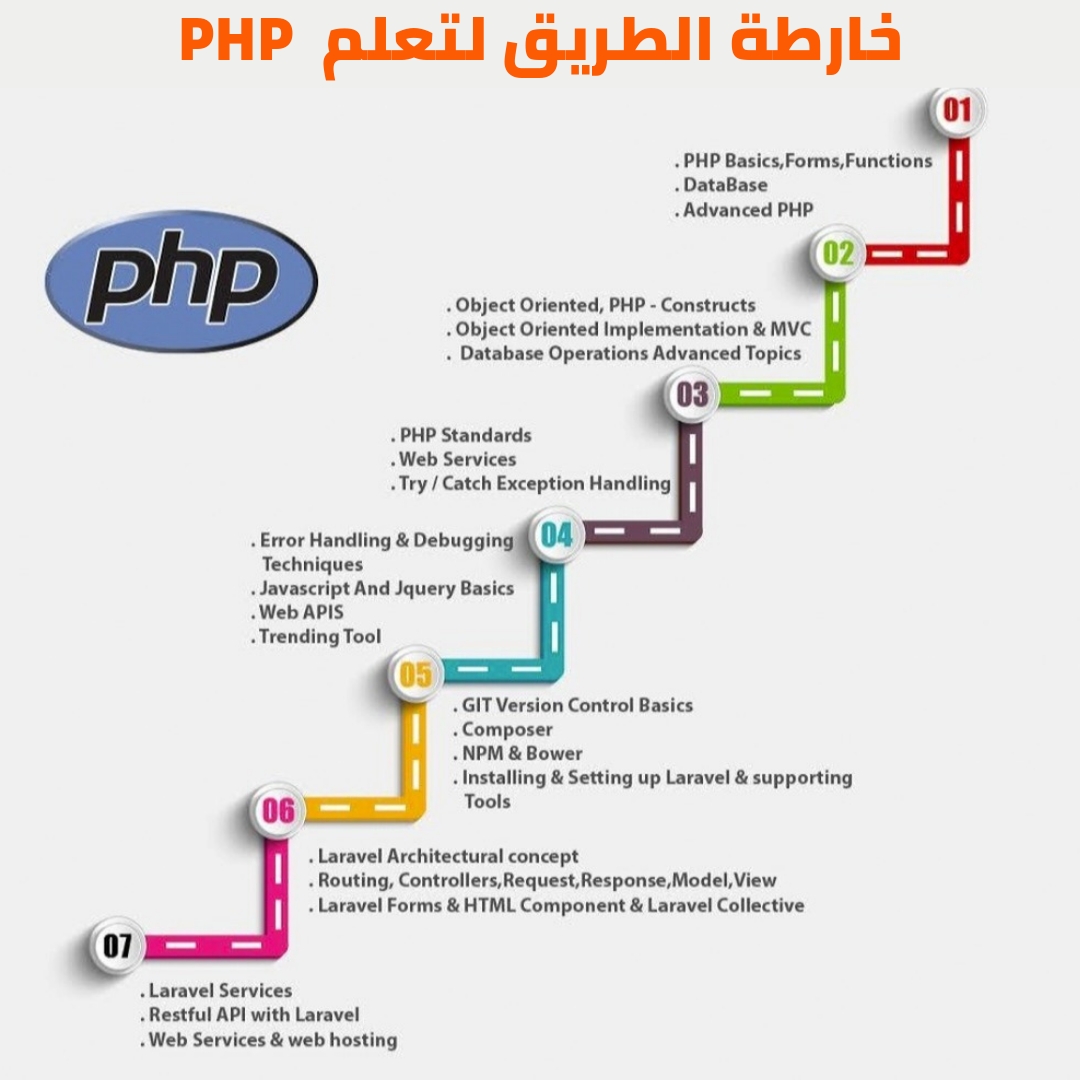 خارطة الطريق لتعلم PHP
01
. PHP Basics,Forms,Functions
. DataBase
. Advanced PHP
php
02
. Object Oriented, PHP - Constructs
. Object Oriented Implementation & MVC
. Database Operations Advanced Topics
03
. PHP Standards
. Web Services
. Try / Catch Exception Handling
04
. Error Handling & Debugging
Techniques
. Javascript And Jquery Basics
. Web APIS
. Trending Tool
05
. GIT Version Control Basics
. Composer
. NPM & Bower
. Installing & Setting up Laravel & supporting
Tools
06
. Laravel Architectural concept
. Routing, Controllers,Request,Response,Model,View
. Laravel Forms & HTML Component & Laravel Collective
07
. Laravel Services
. Restful API with Laravel
. Web Services & web hosting